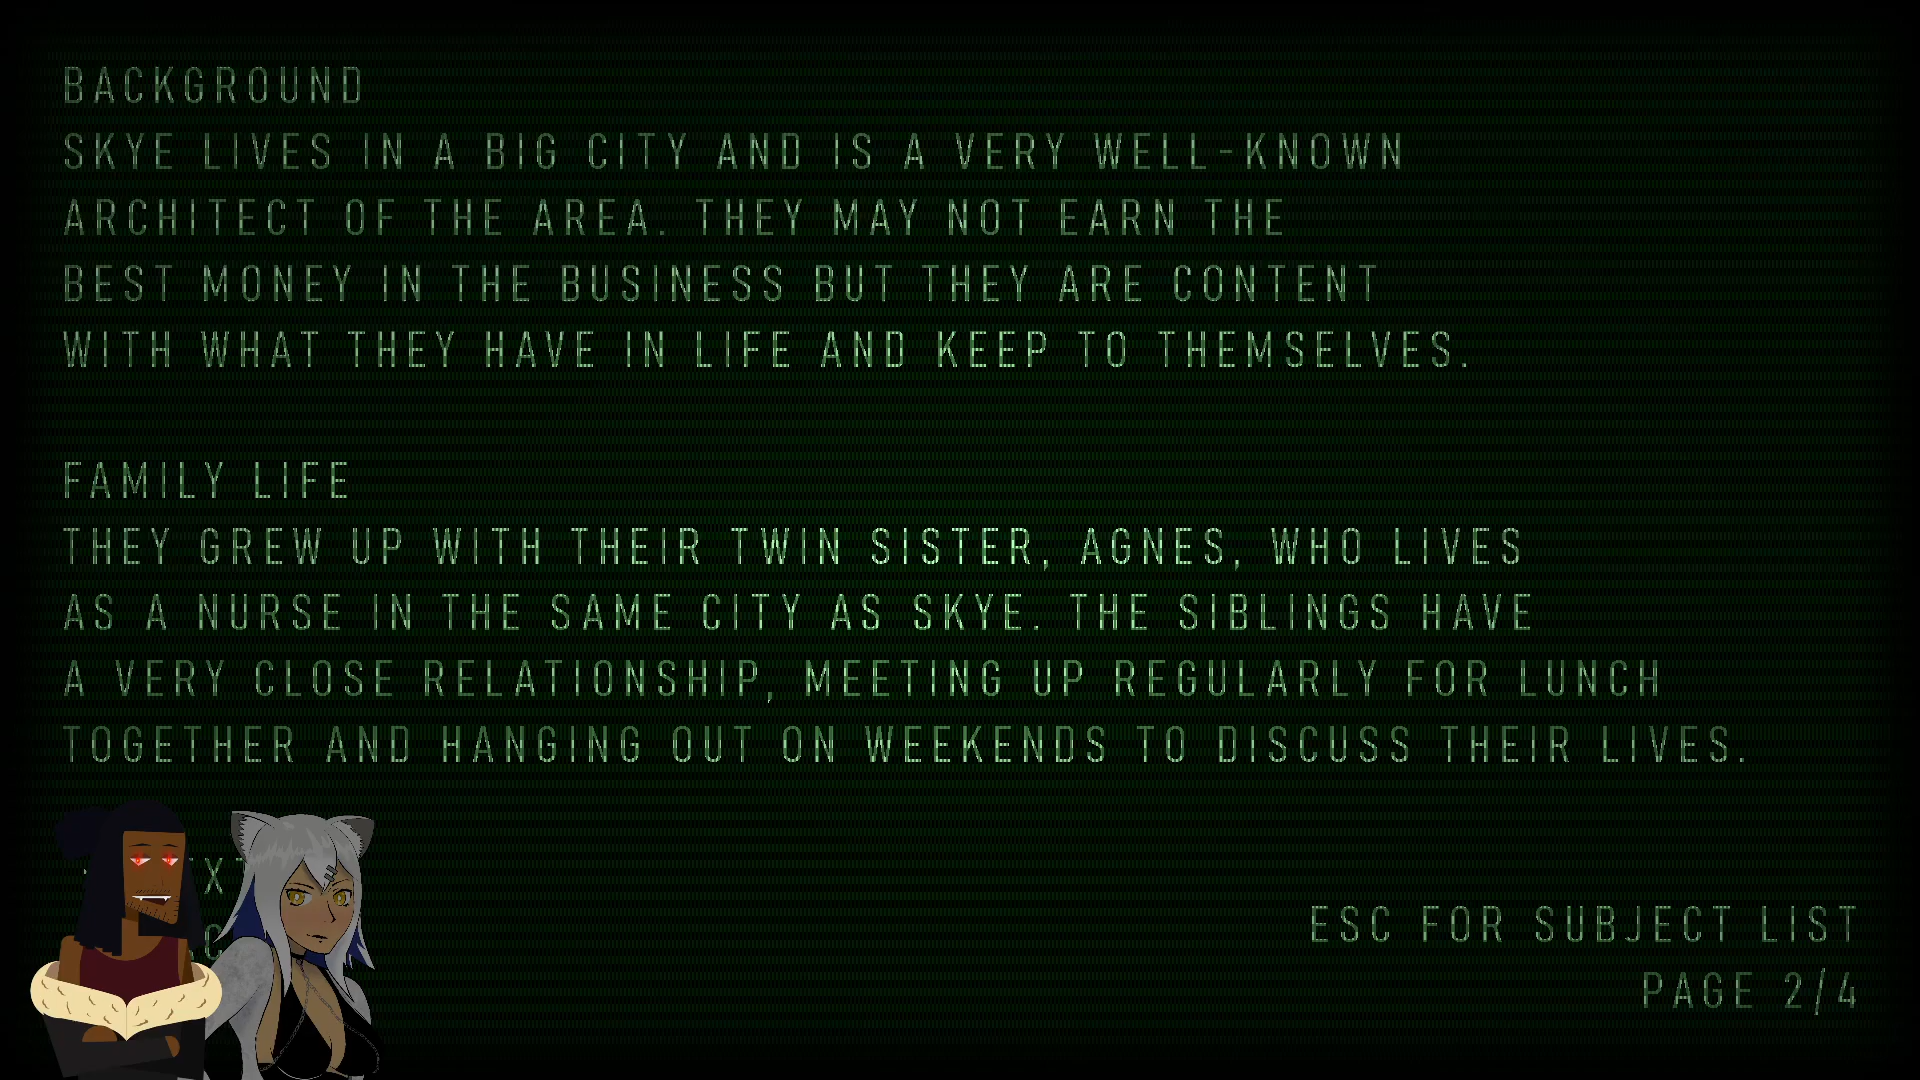 BACKGROUND
SKYE LIVES IN A BIG CITY AND IS A VERY WELL-KNOWN
ARCHITECT OF THE AREA. THEY MAY NOT EARN THE
BEST MONEY IN THE BUSINESS BUT THEY ARE CONTENT
WITH WHAT THEY HAVE IN LIFE AND KEEP TO THEMSELVES.
FAMILY LIFE
THEY GREW UP WITH THEIR TWIN SISTER, AGNES, WHO LIVES
AS A NURSE IN THE SAME CITY AS SKYE. THE SIBLINGS HAVE
A VERY CLOSE RELATIONSHIP, MEETING UP REGULARLY FOR LUNCH
TOGETHER AND HANGING OUT ON WEEKENDS TO DISCUSS THEIR LIVES.
ESC FOR SUBJECT LIST
PAGE 2/4